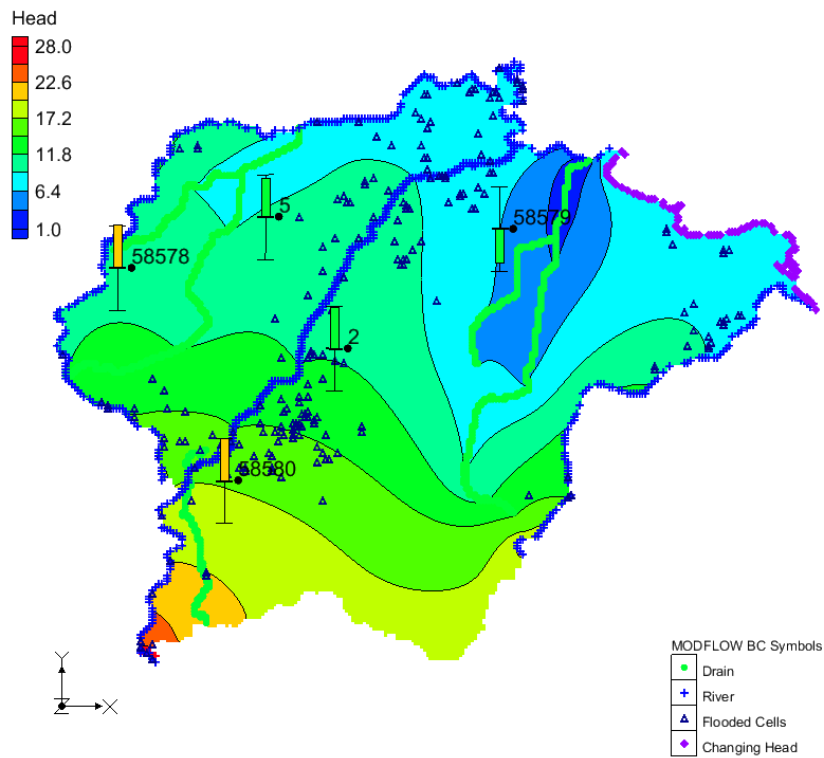 Head
28.0
22.6
17.2
11.8
6.4
1.0
5
58579
58578
2
58580
Y
Z
X
MODFLOW BC Symbols
Drain
River
Flooded Cells
Changing Head